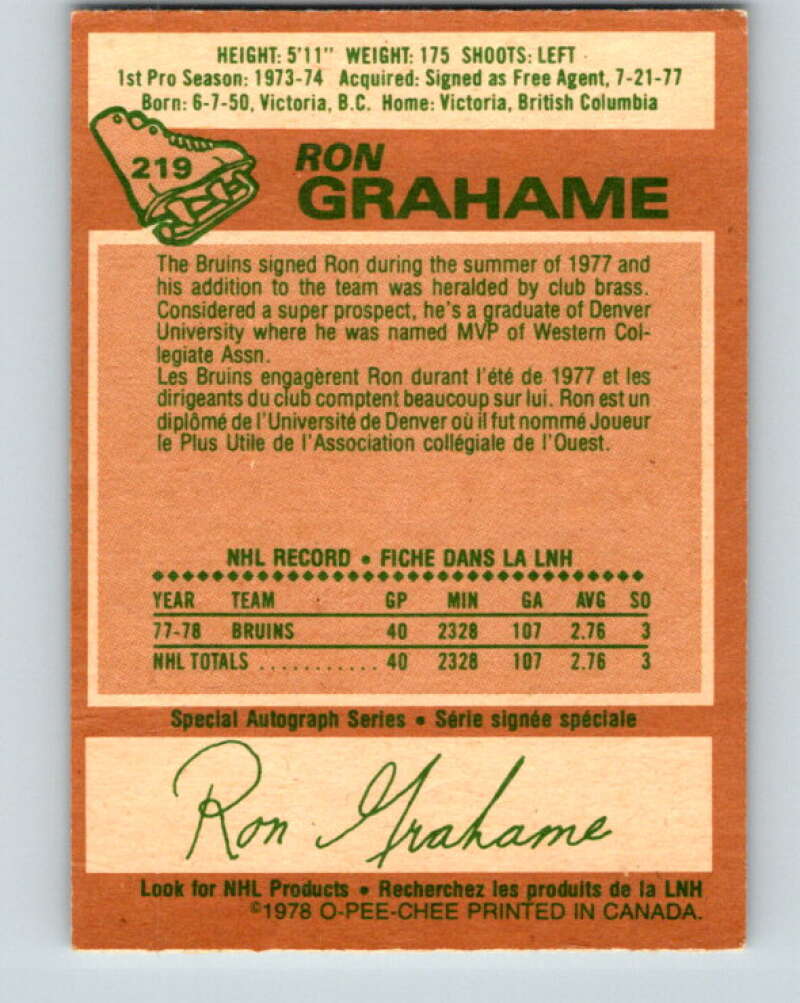 HEIGHT: 5'11" WEIGHT: 175 SHOOTS: LEFT
1st Pro Season: 1973-74 Acquired: Signed as Free Agent, 7-21-77
Born: 6-7-50, Victoria, B.C. Home: Victoria, British Columbia
219
RON
GRAHAME
The Bruins signed Ron during the summer of 1977 and
his addition to the team was heralded by club brass.
Considered a super prospect, he's a graduate of Denver
University where he was named MVP of Western Col-
legiate Assn.
Les Bruins engagèrent Ron durant l'été de 1977 et les
dirigeants du club comptent beaucoup sur lui. Ron est un
diplômé de l'Université de Denver où il fut nommé Joueur
le Plus Utile de l'Association collégiale de l'Ouest.
NHL RECORD • FICHE DANS LA LNH
YEAR TEAM GP MIN GA AVG SO
77-78 BRUINS 40 2328 107 2.76 3
NHL TOTALS ........... 40 2328 107 2.76 3
Special Autograph Series • Série signée spéciale
Ron Grahame
Look for NHL Products • Recherchez les produits de la LNH
©1978 O-PEE-CHEE PRINTED IN CANADA.